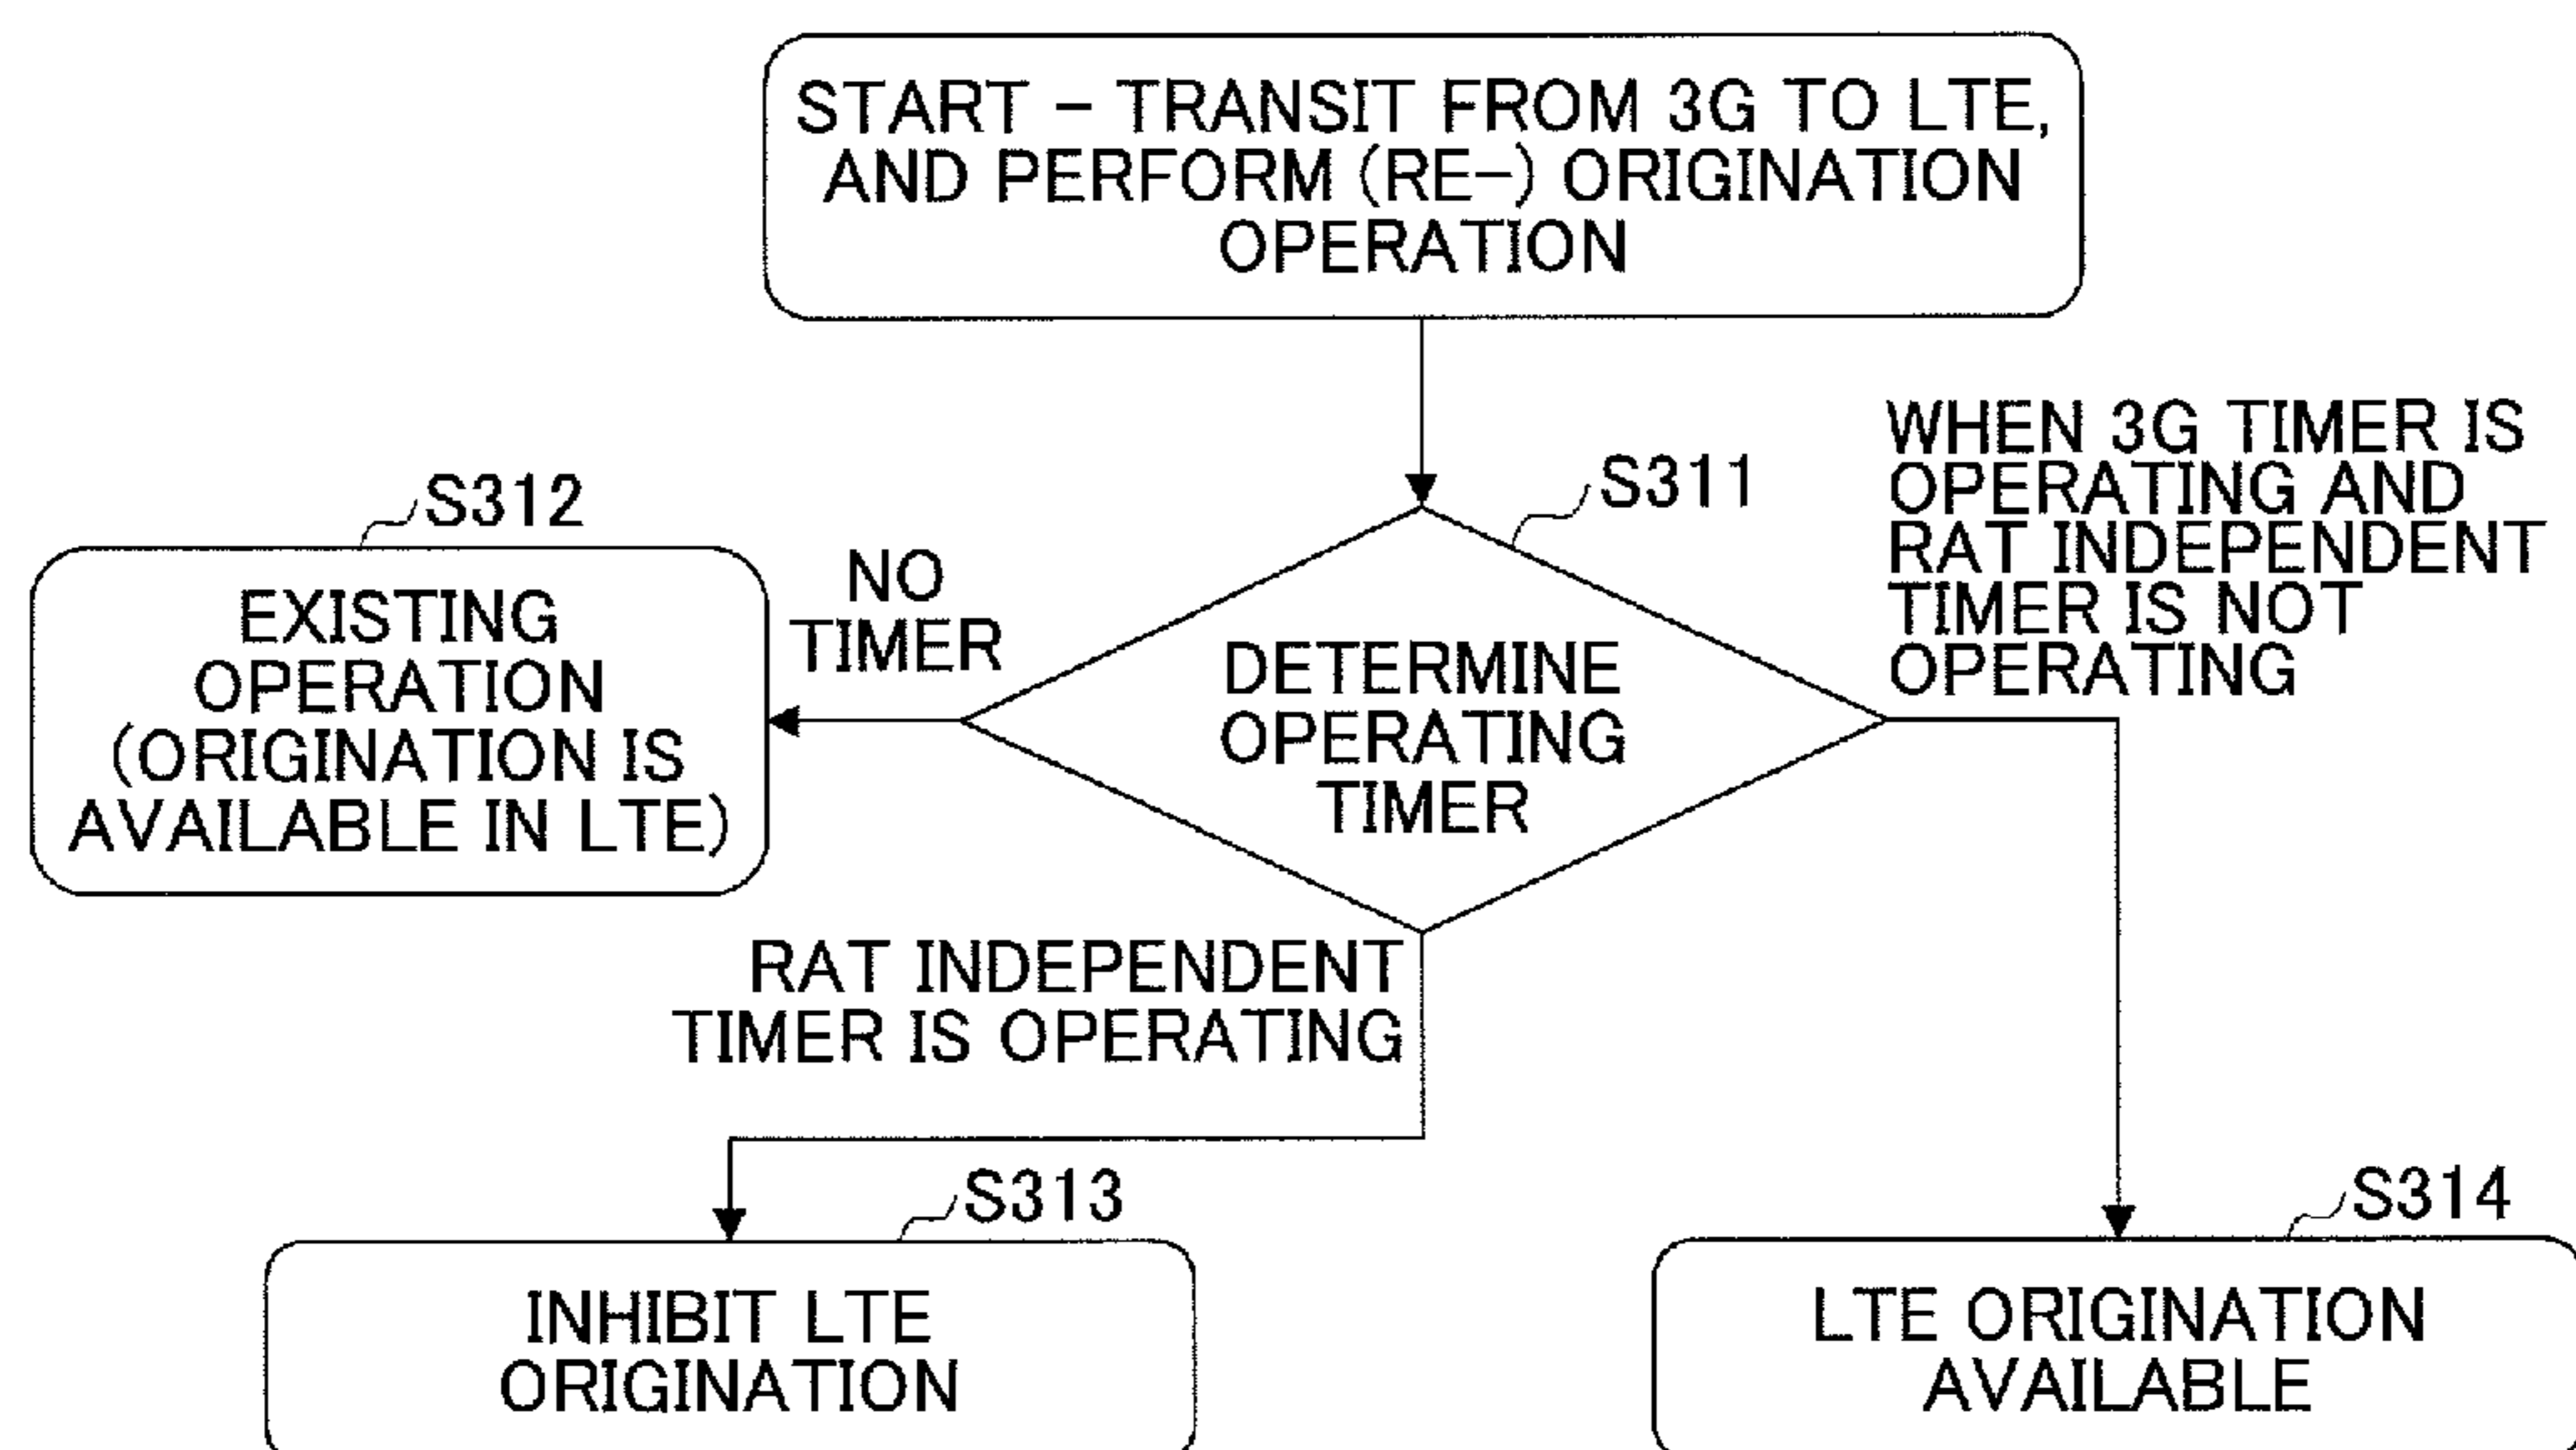 START – TRANSIT FROM 3G TO LTE,
AND PERFORM (RE–) ORIGINATION
OPERATION
S311
DETERMINE
OPERATING
TIMER
NO
TIMER
S312
EXISTING
OPERATION
(ORIGINATION IS
AVAILABLE IN LTE)
WHEN 3G TIMER IS
OPERATING AND
RAT INDEPENDENT
TIMER IS NOT
OPERATING
RAT INDEPENDENT
TIMER IS OPERATING
S313
INHIBIT LTE
ORIGINATION
S314
LTE ORIGINATION
AVAILABLE